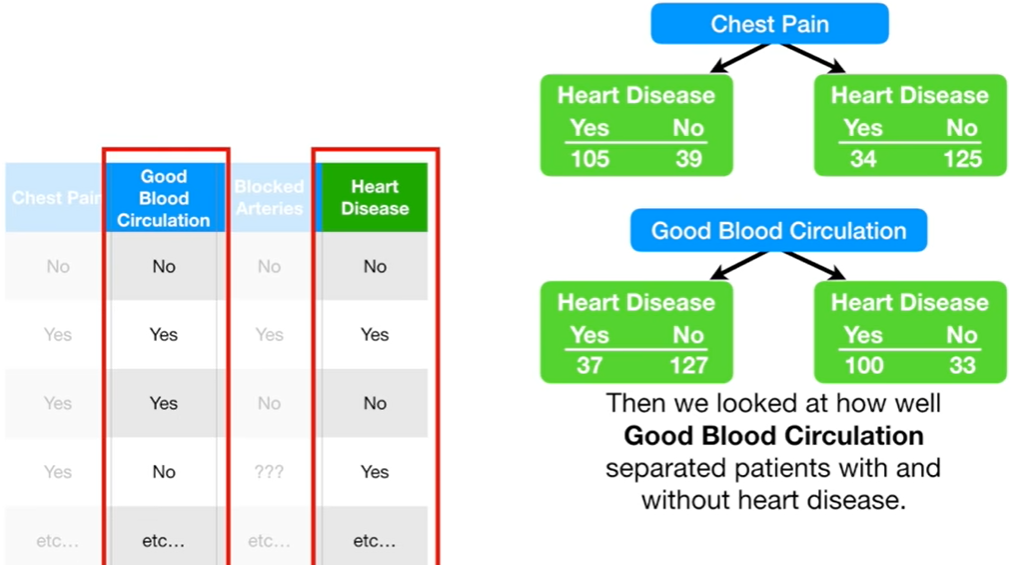 Chest Pain Good Blood Circulation Blocked Arteries Heart Disease
No No No No
Yes Yes Yes Yes
Yes Yes No No
Yes No ??? Yes
etc... etc... etc... etc...
Chest Pain
Heart Disease Heart Disease
Yes No Yes No
105 39 34 125
Good Blood Circulation
Heart Disease Heart Disease
Yes No Yes No
37 127 100 33
Then we looked at how well
Good Blood Circulation
separated patients with and
without heart disease.